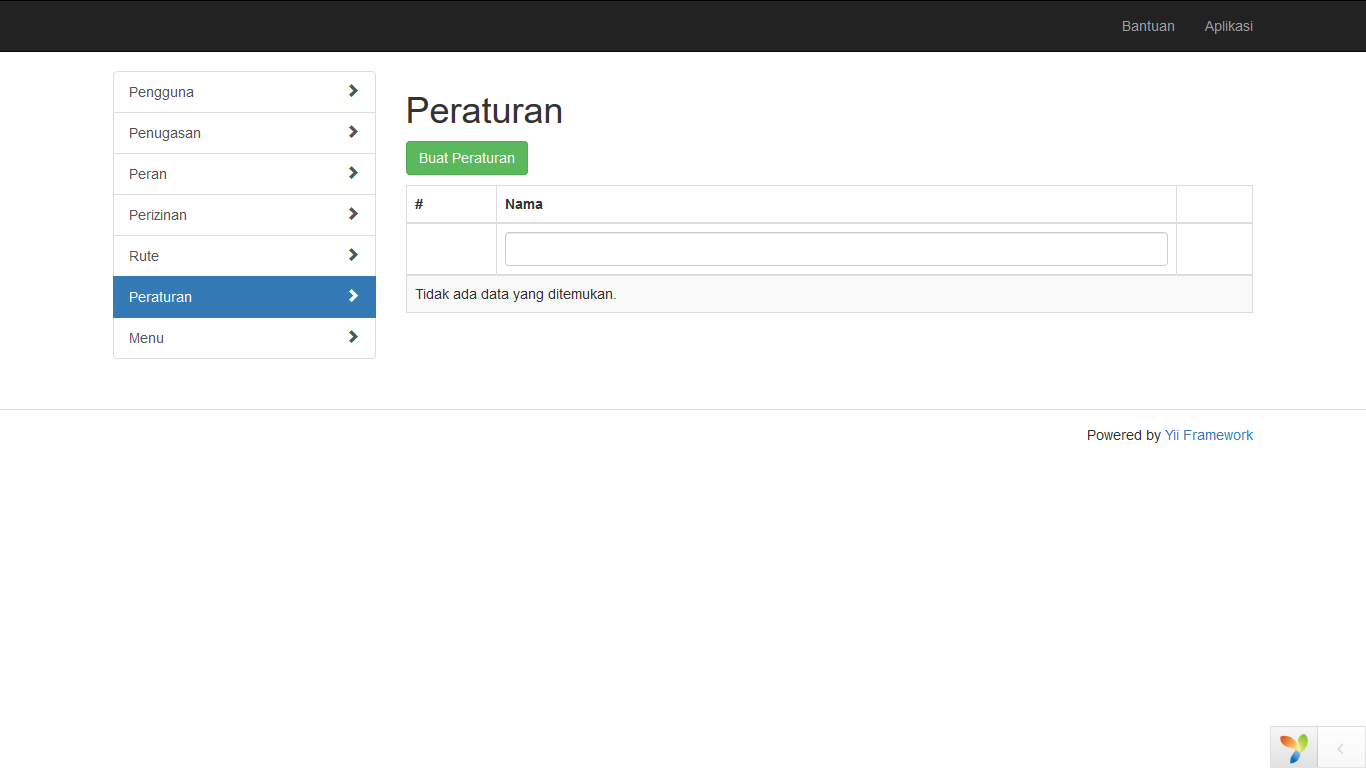 Bantuan Aplikasi
Pengguna
Penugasan
Peran
Perizinan
Rute
Peraturan
Menu
Peraturan
Buat Peraturan
# Nama
Tidak ada data yang ditemukan.
Powered by Yii Framework